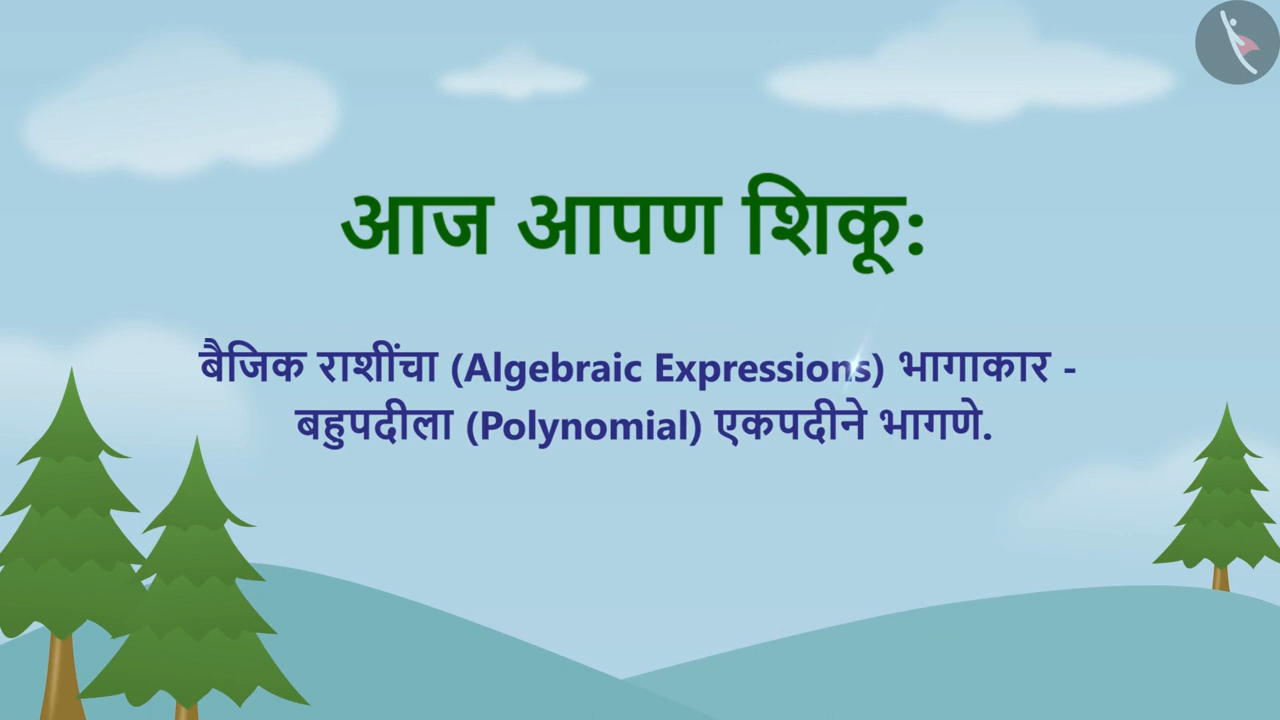 आज आपण शिकू:
बैजिक राशींचा (Algebraic Expressions) भागाकार -
बहुपदीला (Polynomial) एकपदीने भागणे.